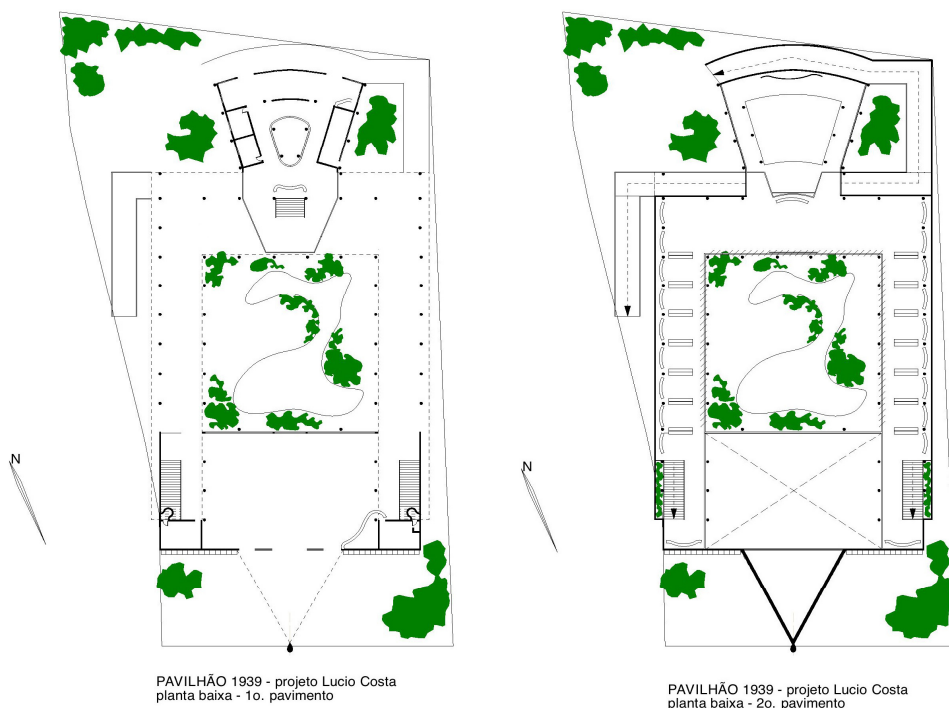 N
N
PAVILHÃO 1939 - projeto Lucio Costa
planta baixa - 1o. pavimento
PAVILHÃO 1939 - projeto Lucio Costa
planta baixa - 2o. pavimento